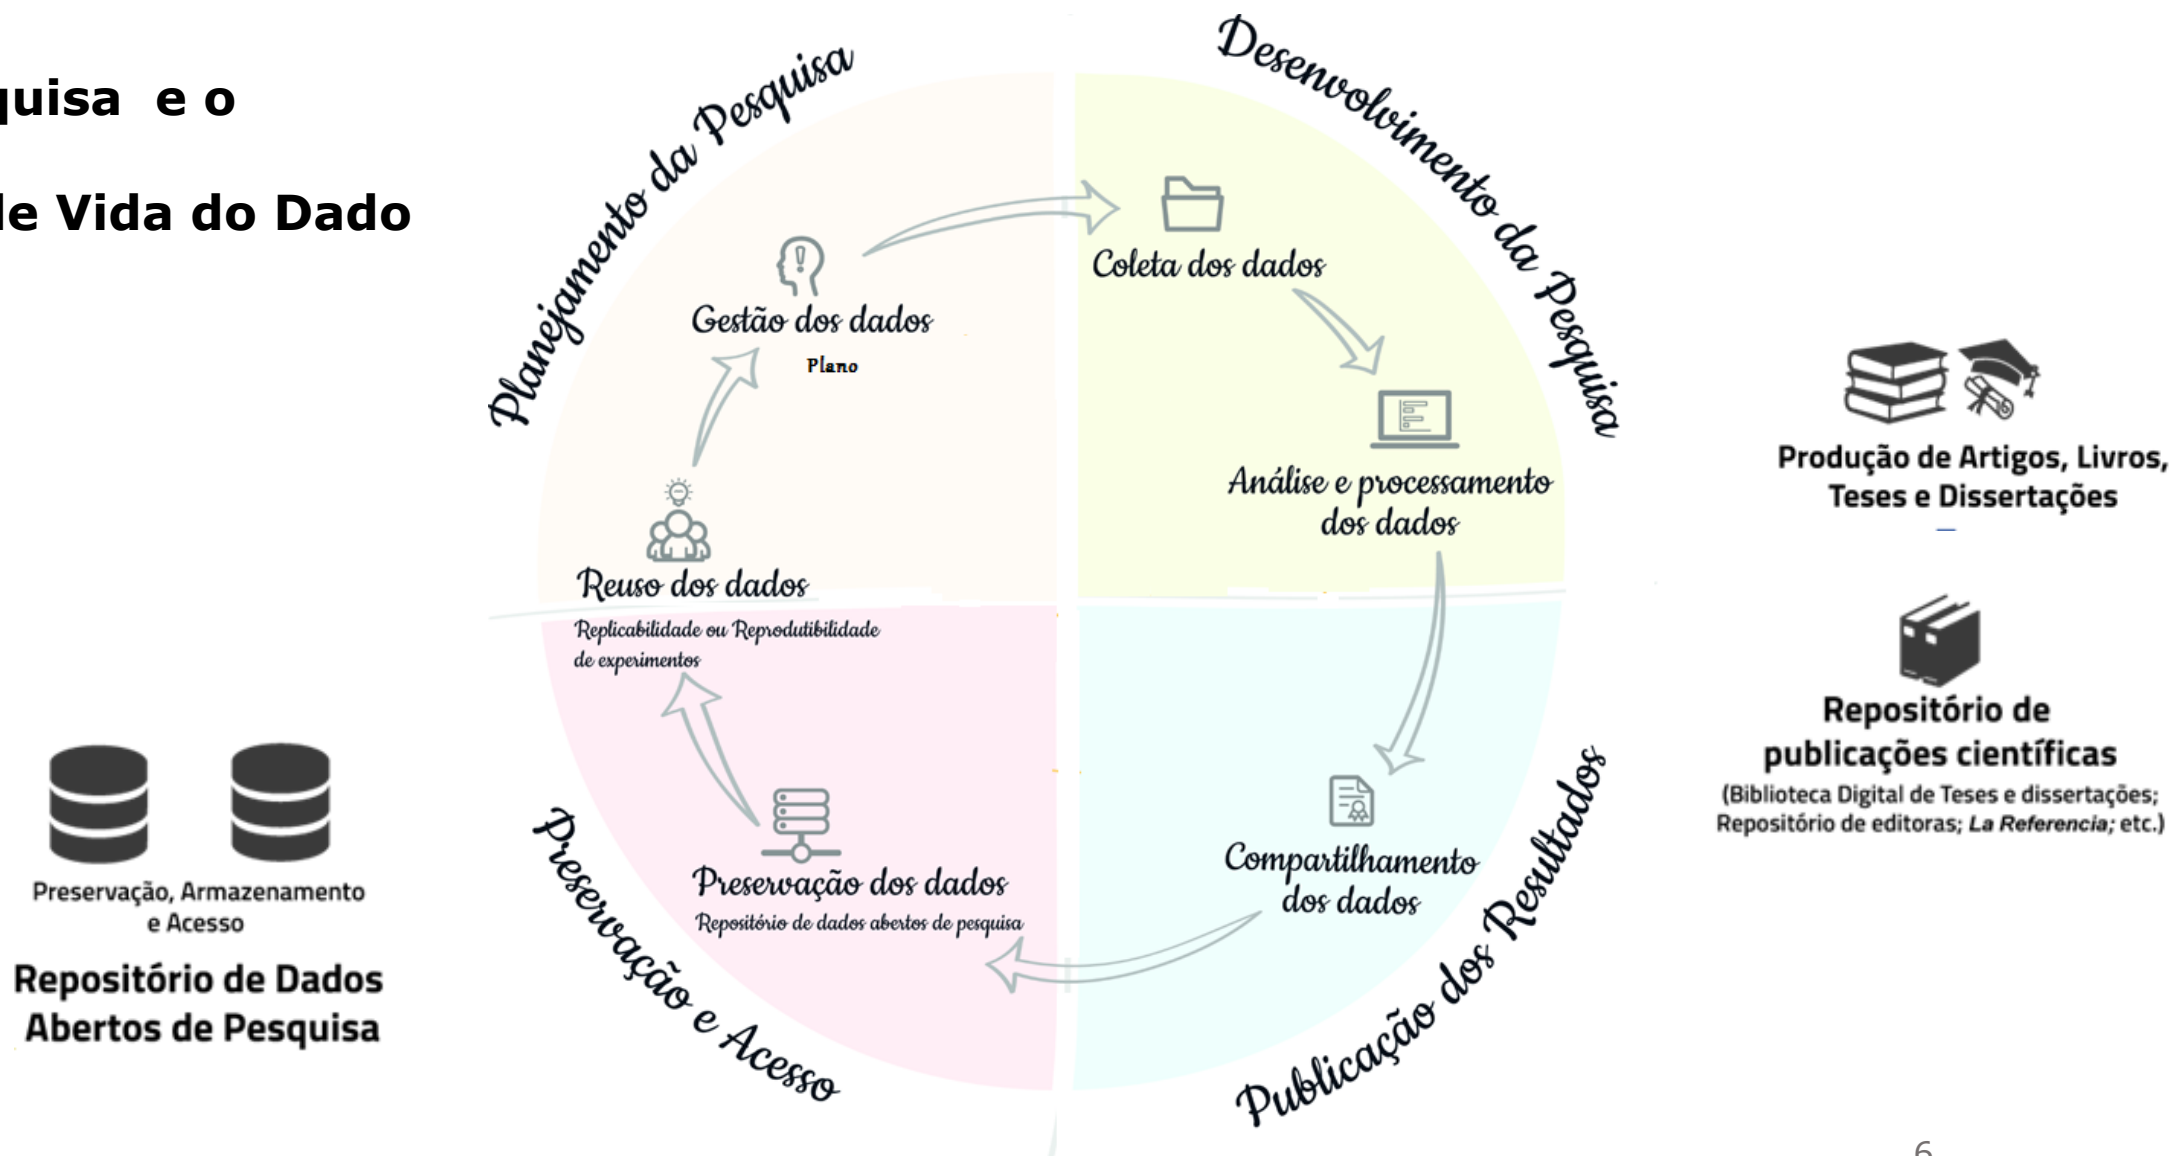 quisa e o
de Vida do Dado
Planejamento da Pesquisa
Desenvolvimento da Pesquisa
Gestão dos dados
Plano
Coleta dos dados
Análise e processamento
dos dados
Reuso dos dados
Replicabilidade ou Reprodutibilidade
de experimentos
Preservação dos dados
Repositório de dados abertos de pesquisa
Compartilhamento
dos dados
Preservação e Acesso
Publicação dos Resultados
Preservação, Armazenamento
e Acesso
Repositório de Dados
Abertos de Pesquisa
Produção de Artigos, Livros,
Teses e Dissertações
Repositório de
publicações científicas
(Biblioteca Digital de Teses e dissertações;
Repositório de editoras; La Referencia; etc.)
6